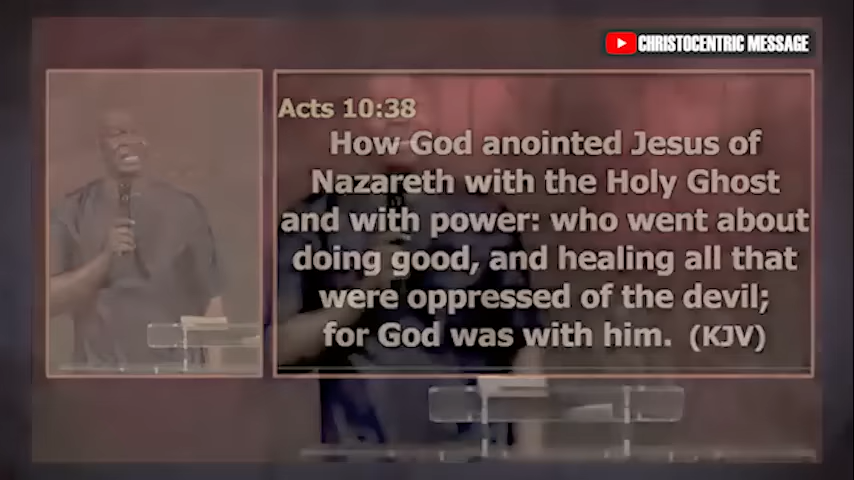 CHRISTOCENTRIC MESSAGE
Acts 10:38
How God anointed Jesus of
Nazareth with the Holy Ghost
and with power: who went about
doing good, and healing all that
were oppressed of the devil;
for God was with him. (KJV)